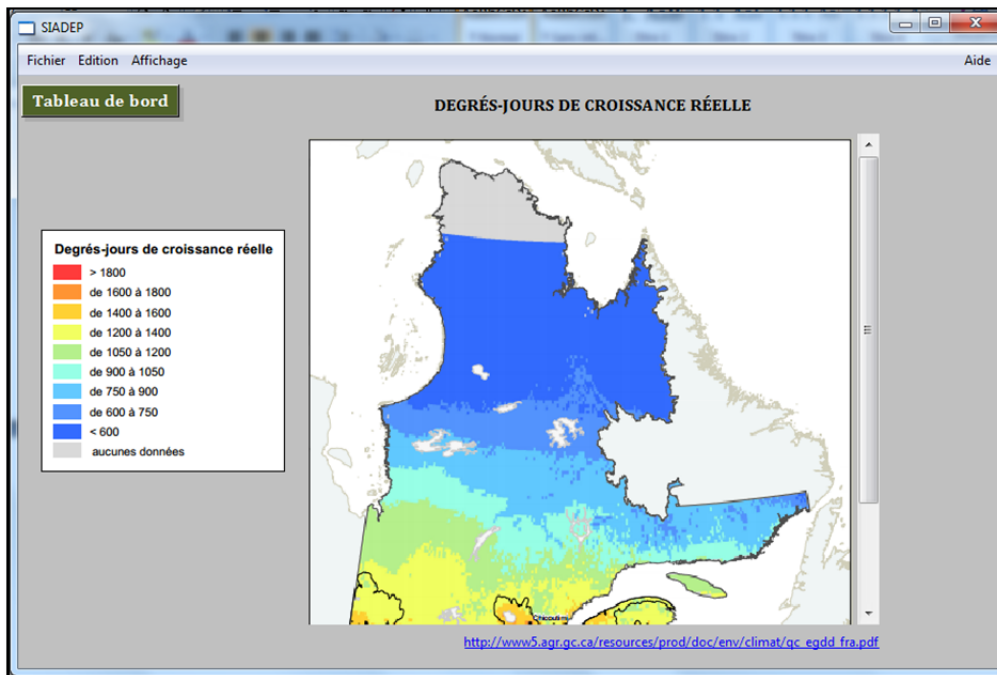 SIADEP
Fichier Edition Affichage Aide
Tableau de bord
DEGRÉS-JOURS DE CROISSANCE RÉELLE
Degrés-jours de croissance réelle
> 1800
de 1600 à 1800
de 1400 à 1600
de 1200 à 1400
de 1050 à 1200
de 900 à 1050
de 750 à 900
de 600 à 750
< 600
aucunes données
Chicoutimi
http://www5.agr.gc.ca/resources/prod/doc/env/climat/qc_egdd_fra.pdf